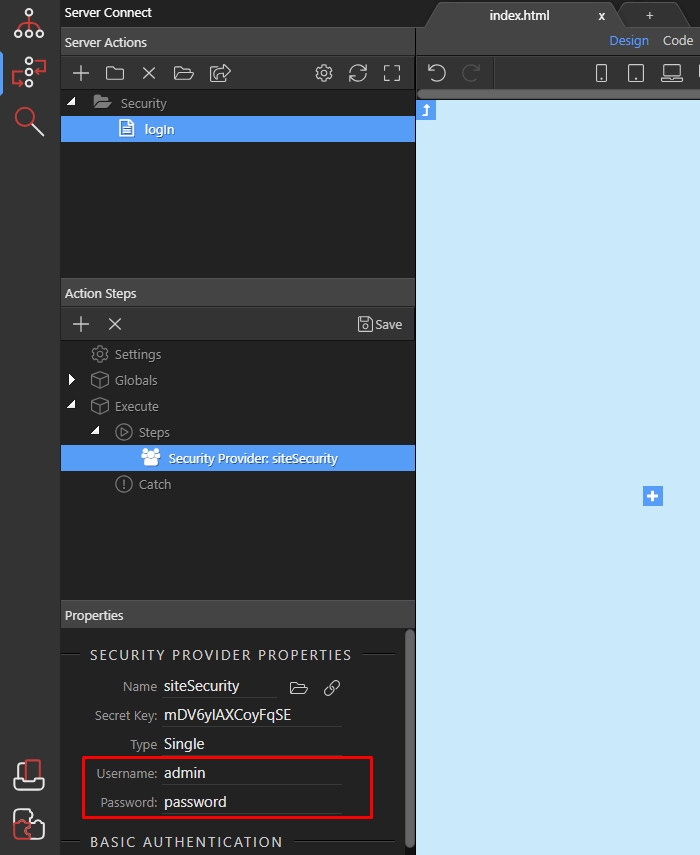 Server Connect
index.html x +
Server Actions
Design Code
Security
logIn
Action Steps
Save
Settings
Globals
Execute
Steps
Security Provider: siteSecurity
Catch
Properties
SECURITY PROVIDER PROPERTIES
Name siteSecurity
Secret Key: mDV6ylAXCoyFqSE
Type Single
Username: admin
Password: password
BASIC AUTHENTICATION